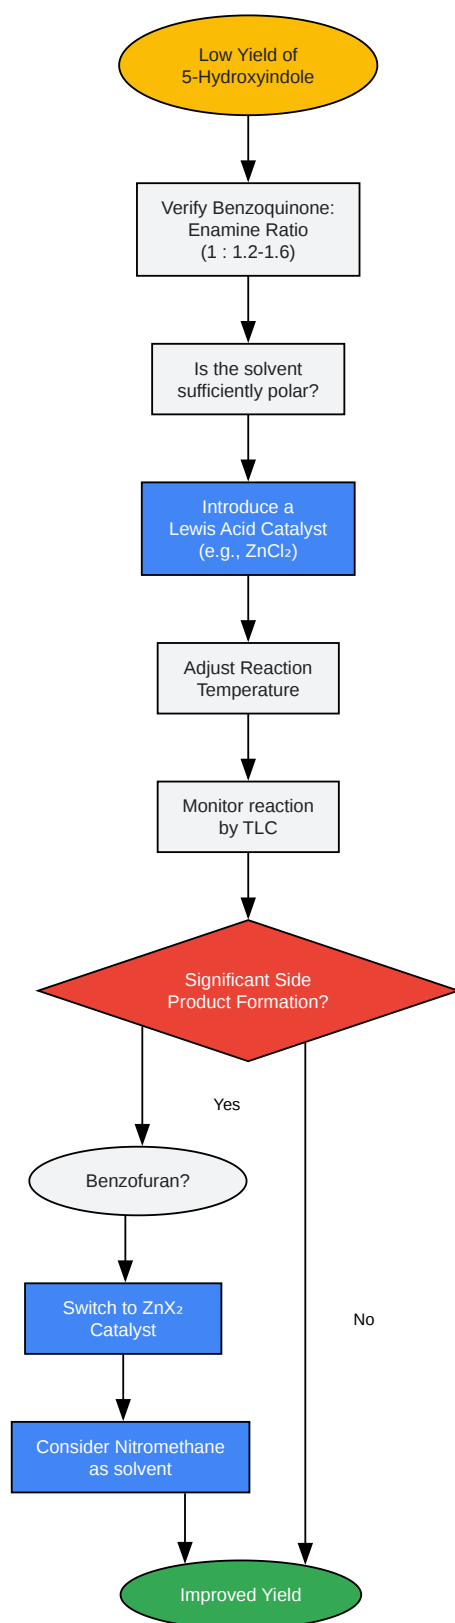 Low Yield of
5-Hydroxyindole
Verify Benzoquinone:
Enamine Ratio
(1 : 1.2-1.6)
Is the solvent
sufficiently polar?
Introduce a
Lewis Acid Catalyst
(e.g., ZnCl₂)
Adjust Reaction
Temperature
Monitor reaction
by TLC
Significant Side
Product Formation?
Yes
Benzofuran?
Switch to ZnX₂
Catalyst
No
Consider Nitromethane
as solvent
Improved Yield